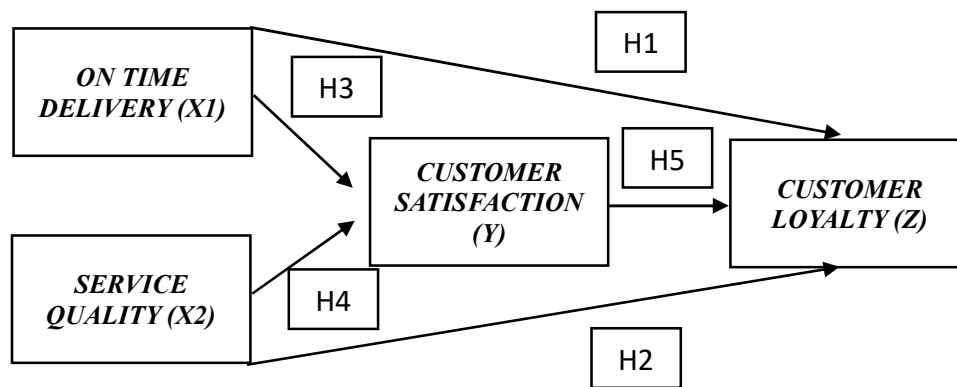 H1
ON TIME
DELIVERY (X1)
H3
CUSTOMER
SATISFACTION
(Y)
H5
CUSTOMER
LOYALTY (Z)
SERVICE
QUALITY (X2)
H4
H2